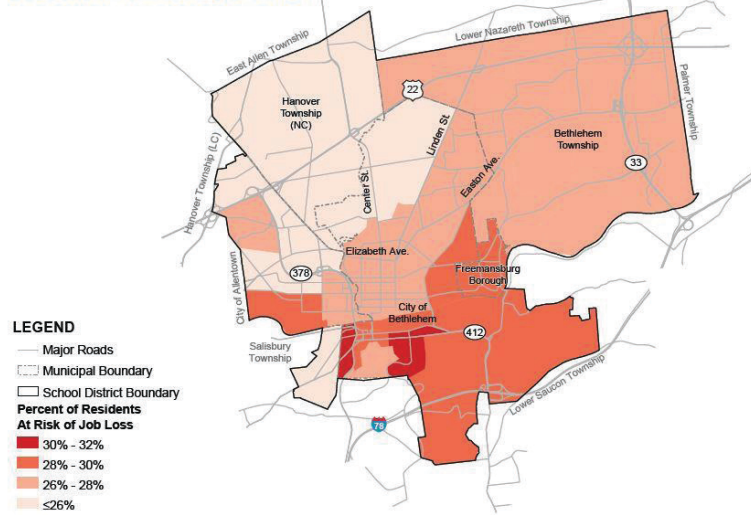 East Allen Township
Lower Nazareth Township
Palmer Township
Hanover Township (LC)
Hanover
Township
(NC)
22
Linden St.
Bethlehem
Township
33
Easton Ave.
Center St.
Elizabeth Ave.
378
City of Allentown
Freemansburg
Borough
City of
Bethlehem
412
Salisbury
Township
Lower Saucon Township
78
LEGEND
Major Roads
Municipal Boundary
School District Boundary
Percent of Residents
At Risk of Job Loss
30% - 32%
28% - 30%
26% - 28%
≤26%